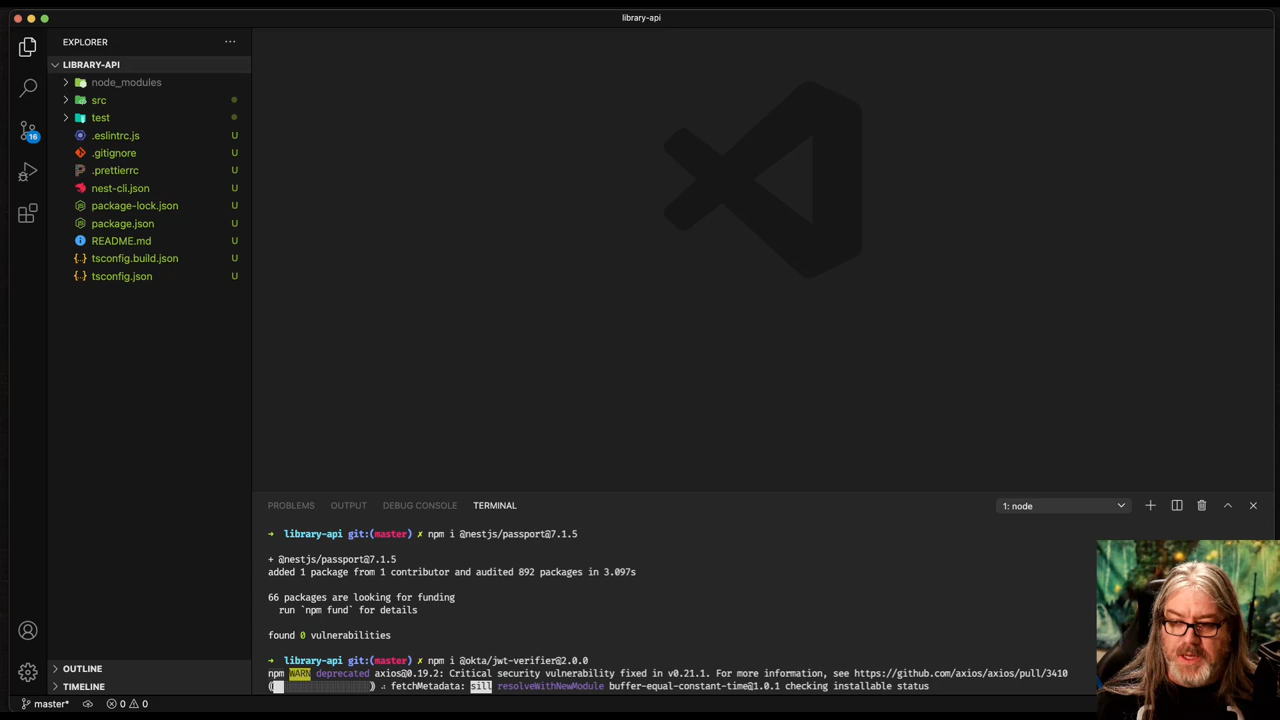 library-api
EXPLORER ...
LIBRARY-API
node_modules
src
test
.eslintrc.js U
.gitignore U
.prettierrc U
nest-cli.json U
package-lock.json U
package.json U
README.md U
tsconfig.build.json U
tsconfig.json U
16
PROBLEMS OUTPUT DEBUG CONSOLE TERMINAL 1: node
→ library-api git:(master) ✗ npm i @nestjs/passport@7.1.5
+ @nestjs/passport@7.1.5
added 1 package from 1 contributor and audited 892 packages in 3.097s
66 packages are looking for funding
run `npm fund` for details
found 0 vulnerabilities
→ library-api git:(master) ✗ npm i @okta/jwt-verifier@2.0.0
npm WARN deprecated axios@0.19.2: Critical security vulnerability fixed in v0.21.1. For more information, see https://github.com/axios/axios/pull/3410
(░░░░░░░░░░░░░░░░░░) ⠴ fetchMetadata: sill resolveWithNewModule buffer-equal-constant-time@1.0.1 checking installable status
OUTLINE
TIMELINE
master* 0 0